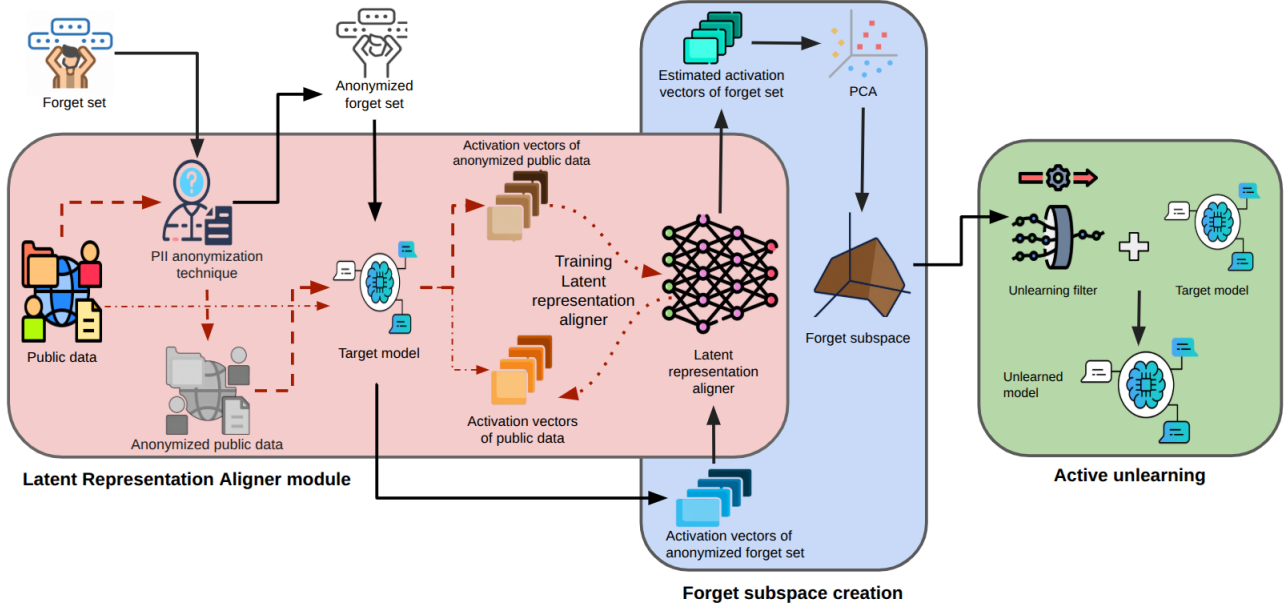 Forget set
Anonymized
forget set
Estimated activation
vectors of forget set
PCA
Activation vectors of
anonymized public data
PII anonymization
technique
Public data
Anonymized public data
Target model
Training
Latent
representation
aligner
Activation vectors
of public data
Latent
representation
aligner
Forget subspace
Activation vectors of
anonymized forget set
Unlearning filter
Target model
Unlearned
model
Latent Representation Aligner module
Forget subspace creation
Active unlearning